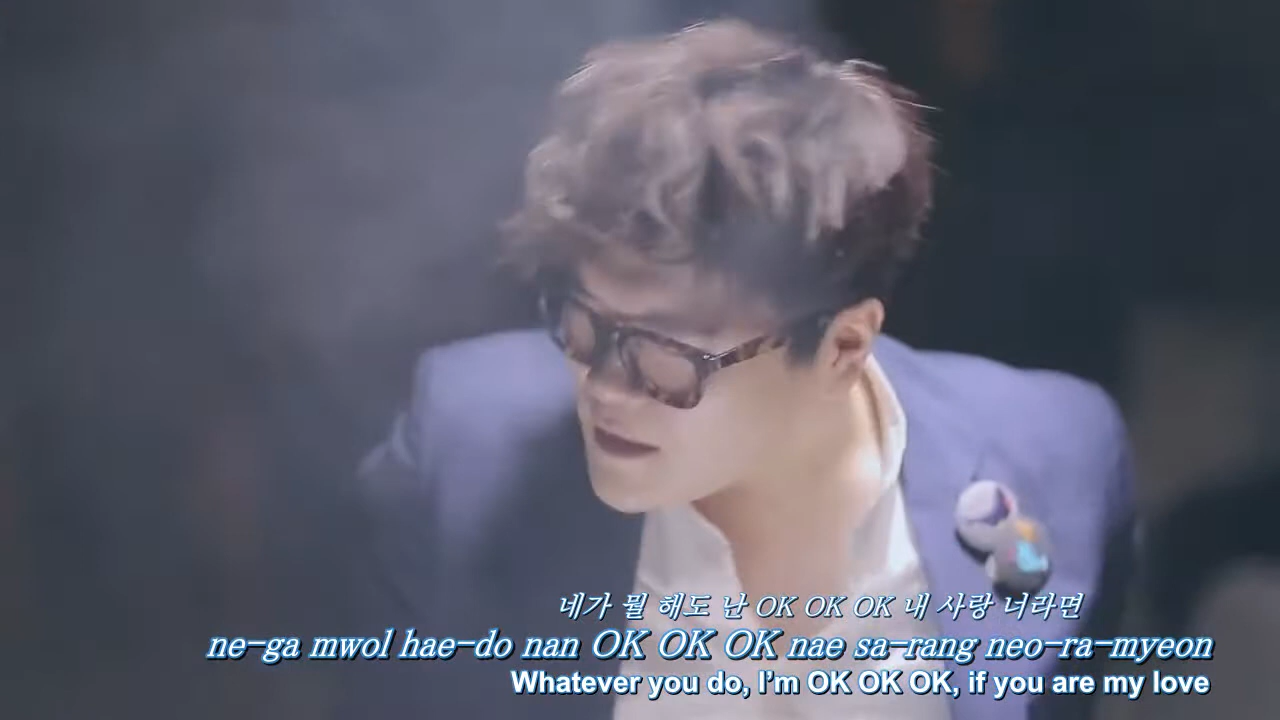 네가 뭘 해도 난 OK OK OK 내 사랑 너라면
ne-ga mwol hae-do nan OK OK OK nae sa-rang neo-ra-myeon
Whatever you do, I'm OK OK OK, if you are my love